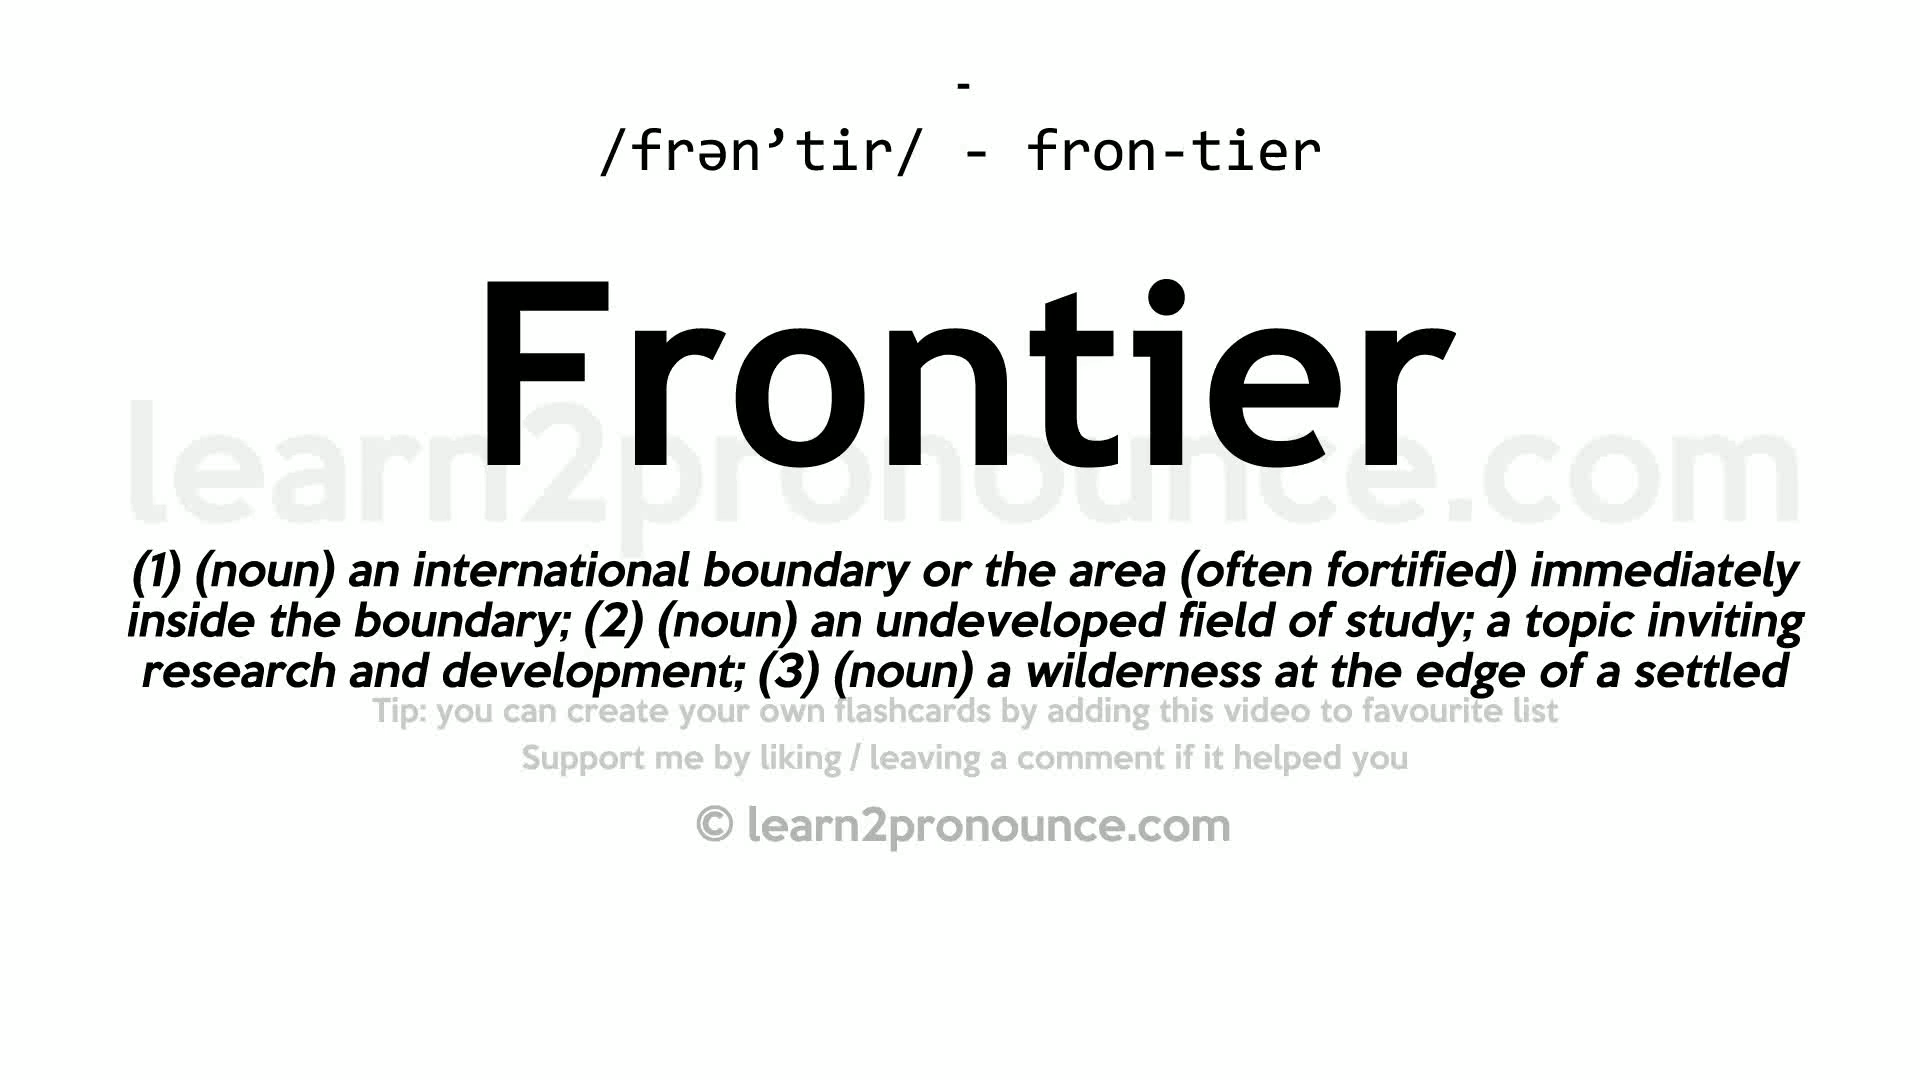 -
/frən’tir/ - fron-tier
Frontier
learn2pronounce.com
(1) (noun) an international boundary or the area (often fortified) immediately
inside the boundary; (2) (noun) an undeveloped field of study; a topic inviting
research and development; (3) (noun) a wilderness at the edge of a settled
Tip: you can create your own flashcards by adding this video to favourite list
Support me by liking / leaving a comment if it helped you
© learn2pronounce.com